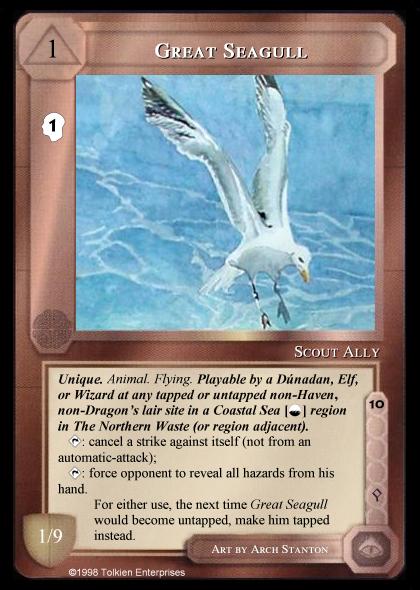 1
GREAT SEAGULL
1
SCOUT ALLY
Unique. Animal. Flying. Playable by a Dúnadan, Elf,
or Wizard at any tapped or untapped non-Haven,
non-Dragon's lair site in a Coastal Sea [ ] region
in The Northern Waste (or region adjacent).
: cancel a strike against itself (not from an
automatic-attack);
: force opponent to reveal all hazards from his
hand.
For either use, the next time Great Seagull
would become untapped, make him tapped
instead.
10
1/9
ART BY ARCH STANTON
©1998 Tolkien Enterprises